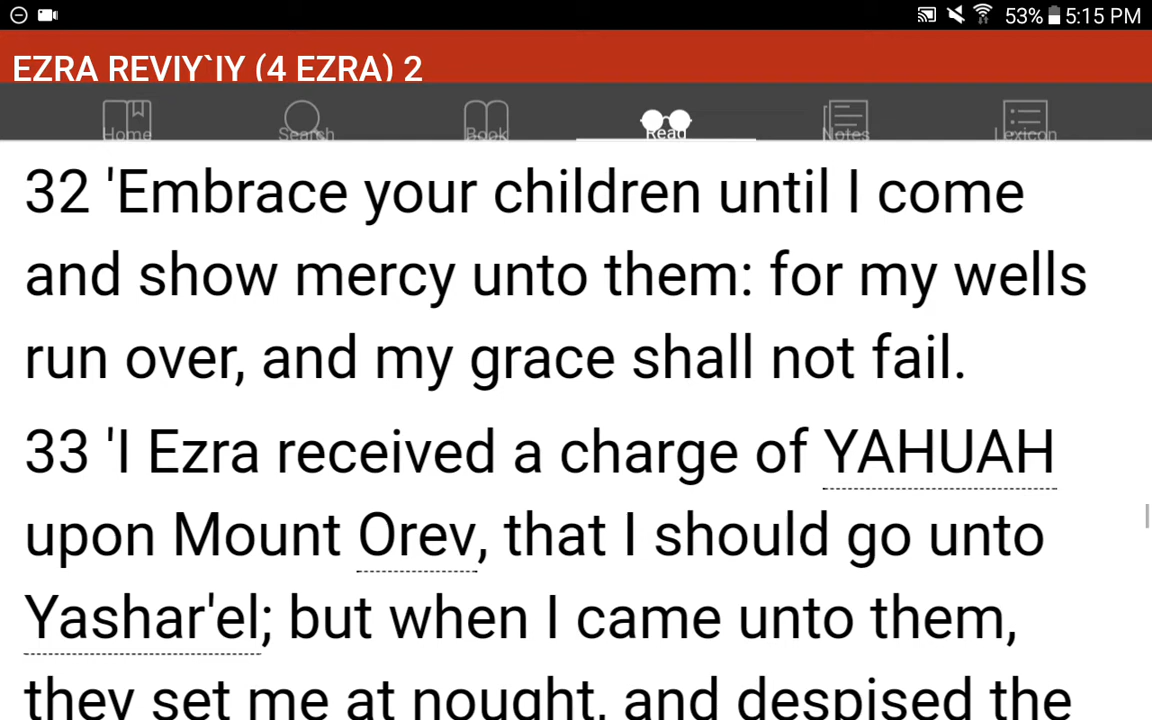 53% 5:15 PM
EZRA REVIY`IY (4 EZRA) 2
Home Search Book Read Notes Lexicon
32 'Embrace your children until I come
and show mercy unto them: for my wells
run over, and my grace shall not fail.
33 'I Ezra received a charge of YAHUAH
upon Mount Orev, that I should go unto
Yashar'el; but when I came unto them,
they set me at nought, and despised the